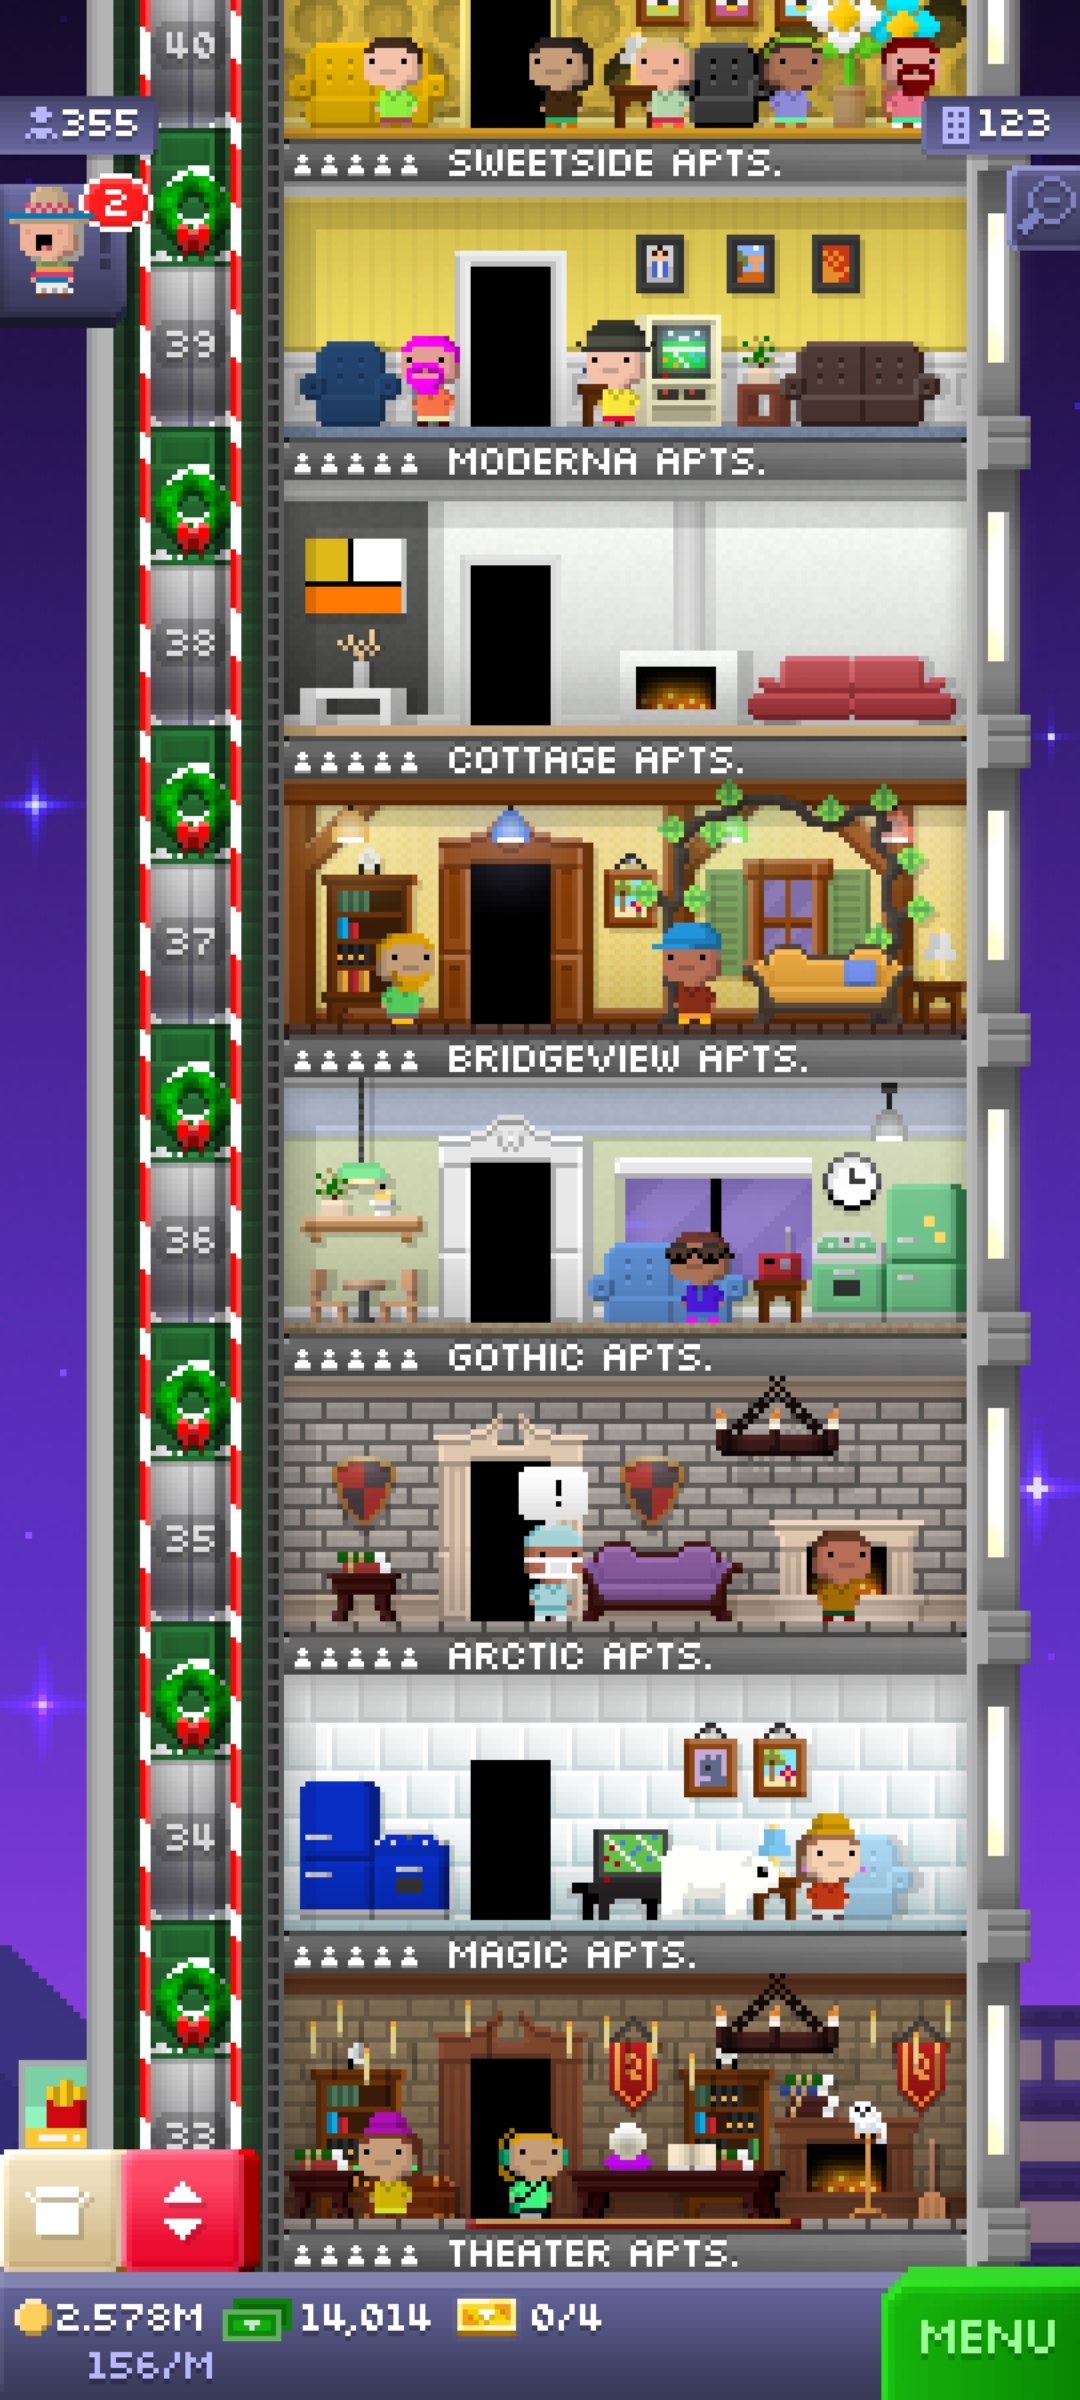 40
355
123
SWEETSIDE APTS.
2
39
MODERNA APTS.
38
COTTAGE APTS.
37
BRIDGEVIEW APTS.
36
GOTHIC APTS.
!
35
ARCTIC APTS.
34
MAGIC APTS.
33
THEATER APTS.
2.578M 14,014 0/4
156/M
MENU